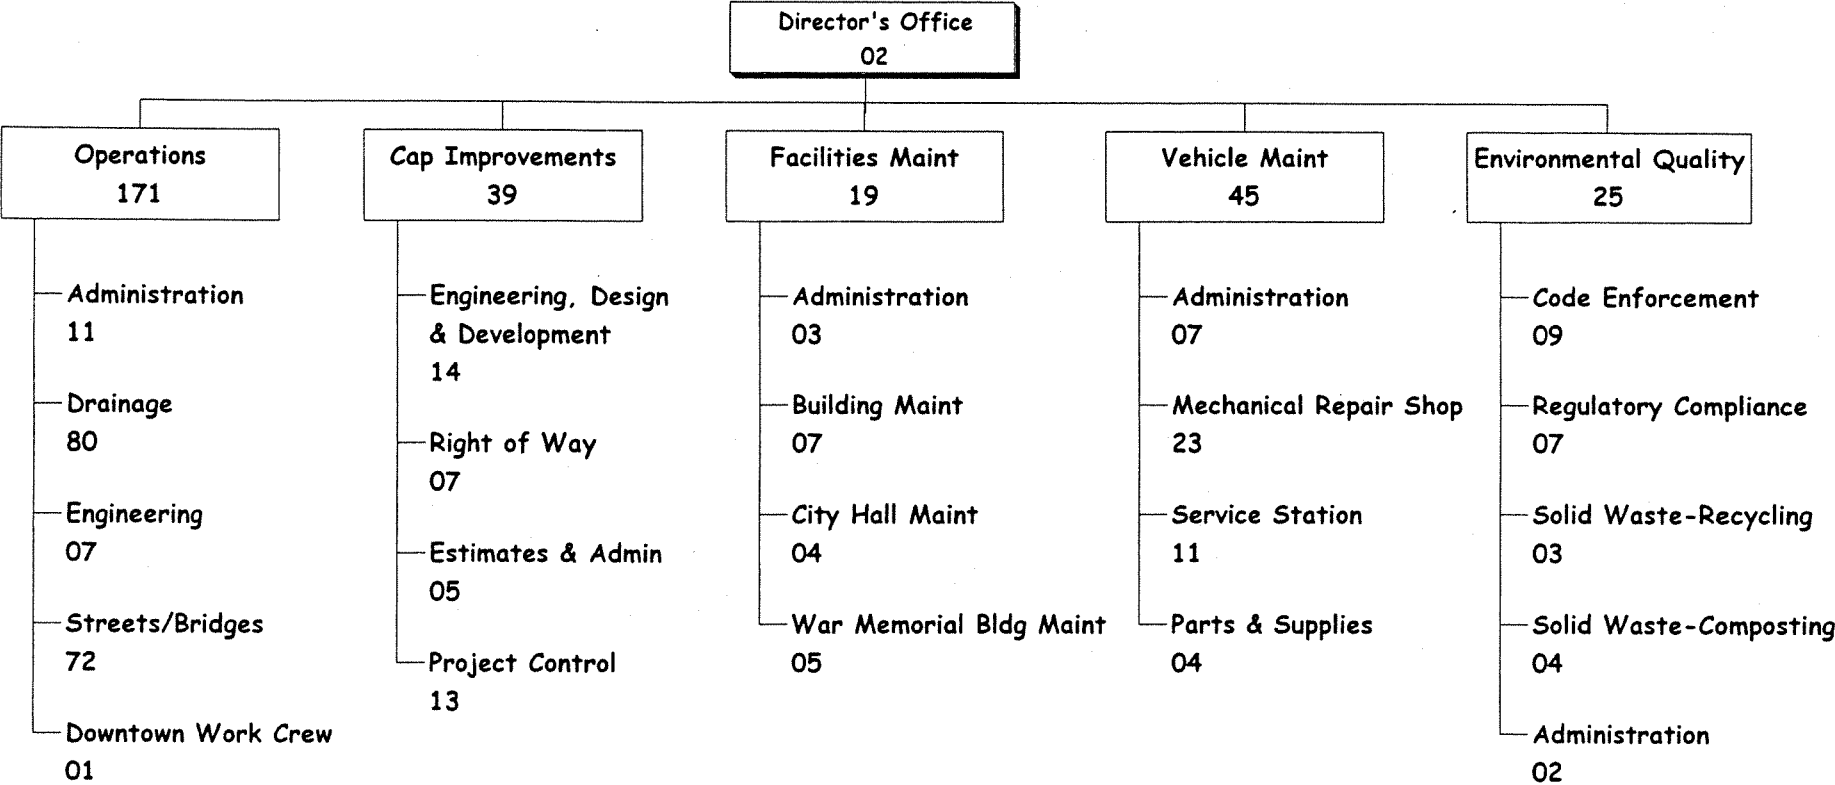 Director's Office
02
Operations
171
Administration
11
Drainage
80
Engineering
07
Streets/Bridges
72
Downtown Work Crew
01
Cap Improvements
39
Engineering, Design
& Development
14
Right of Way
07
Estimates & Admin
05
Project Control
13
Facilities Maint
19
Administration
03
Building Maint
07
City Hall Maint
04
War Memorial Bldg Maint
05
Vehicle Maint
45
Administration
07
Mechanical Repair Shop
23
Service Station
11
Parts & Supplies
04
Environmental Quality
25
Code Enforcement
09
Regulatory Compliance
07
Solid Waste-Recycling
03
Solid Waste-Composting
04
Administration
02